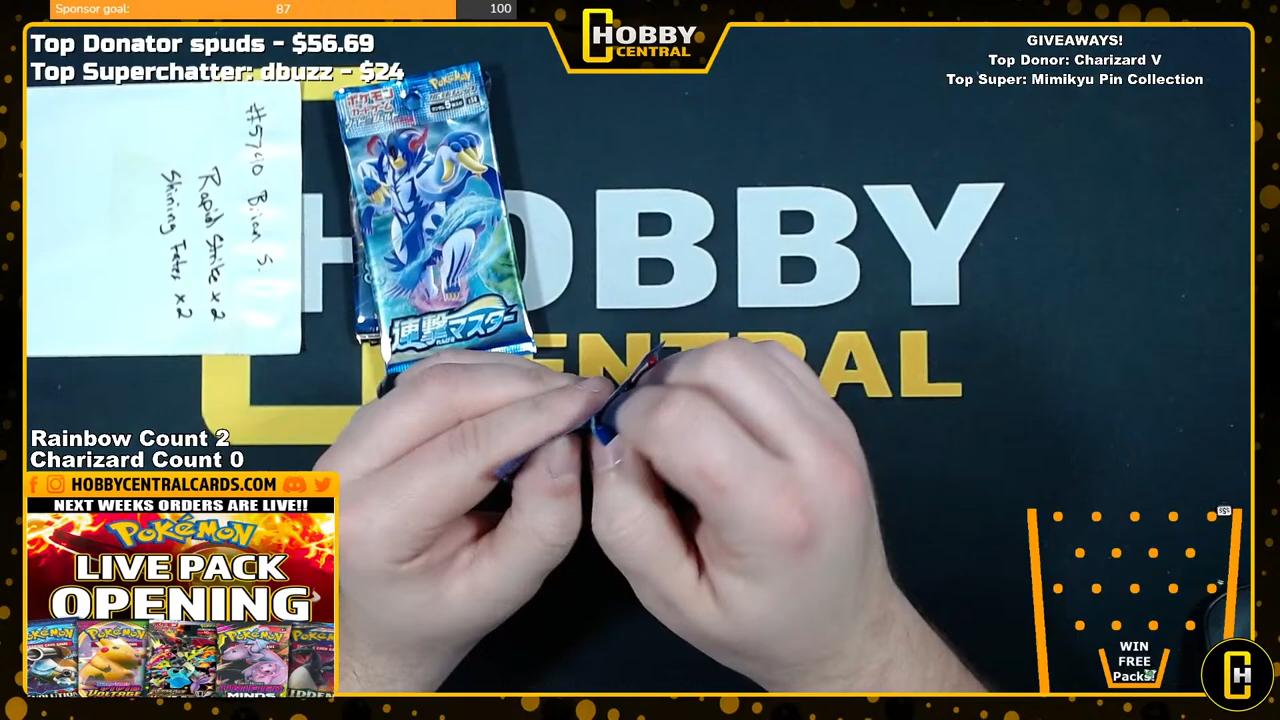 Sponsor goal: 87 100
Top Donator spuds - $56.69
Top Superchatter: dbuzz - $24
HOBBY
CENTRAL
GIVEAWAYS!
Top Donor: Charizard V
Top Super: Mimikyu Pin Collection
#5740 Brian S.
Rapid Strike x 2
Shining Fates x2
ポケモン
カードゲーム
Pokémon
連撃マスター
HOBBY
CENTRAL
Rainbow Count 2
Charizard Count 0
HOBBYCENTRALCARDS.COM
NEXT WEEKS ORDERS ARE LIVE!!
POKéMON
LIVE PACK
OPENING
WIN
FREE
Packs!
CH